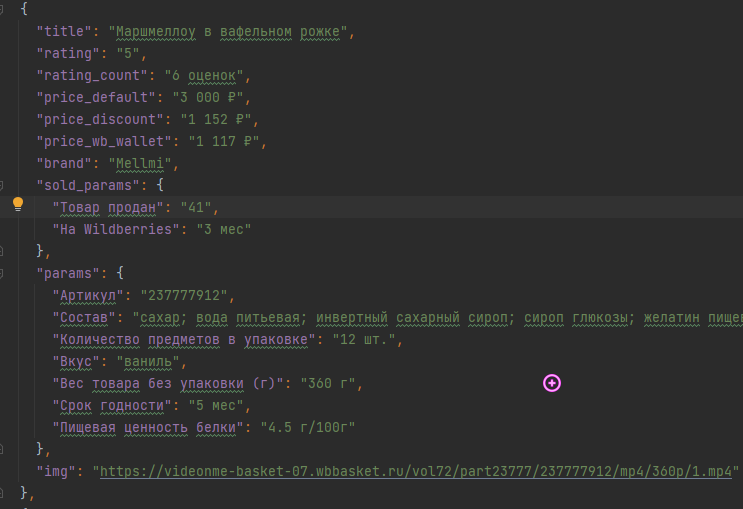 {
"title": "Маршмеллоу в вафельном рожке",
"rating": "5",
"rating_count": "6 оценок",
"price_default": "3 000 ₽",
"price_discount": "1 152 ₽",
"price_wb_wallet": "1 117 ₽",
"brand": "Mellmi",
"sold_params": {
"Товар продан": "41",
"На Wildberries": "3 мес"
},
"params": {
"Артикул": "237777912",
"Состав": "сахар; вода питьевая; инвертный сахарный сироп; сироп глюкозы; желатин пищев
"Количество предметов в упаковке": "12 шт.",
"Вкус": "ваниль",
"Вес товара без упаковки (г)": "360 г",
"Срок годности": "5 мес",
"Пищевая ценность белки": "4.5 г/100г"
},
"img": "https://videonme-basket-07.wbbasket.ru/vol72/part23777/237777912/mp4/360p/1.mp4"
},